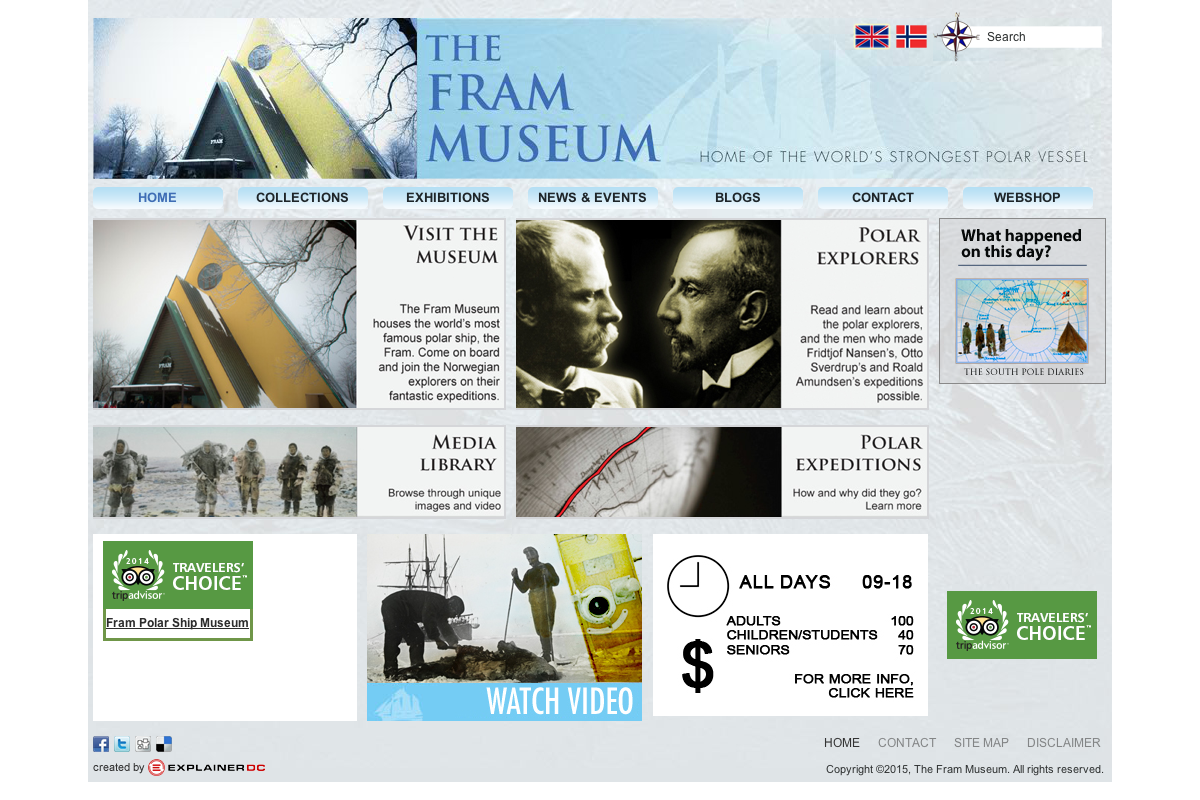 Search
THE
FRAM
MUSEUM
HOME OF THE WORLD'S STRONGEST POLAR VESSEL
FRAM
HOME
COLLECTIONS
EXHIBITIONS
NEWS & EVENTS
BLOGS
CONTACT
WEBSHOP
VISIT THE
MUSEUM
The Fram Museum
houses the world's most
famous polar ship, the
Fram. Come on board
and join the Norwegian
explorers on their
fantastic expeditions.
FRAM
POLAR
EXPLORERS
Read and learn about
the polar explorers,
and the men who made
Fridtjof Nansen's, Otto
Sverdrup's and Roald
Amundsen's expeditions
possible.
What happened
on this day?
THE SOUTH POLE DIARIES
MEDIA
LIBRARY
Browse through unique
images and video
POLAR
EXPEDITIONS
How and why did they go?
Learn more
1911
2014
tripadvisor
TRAVELERS'
CHOICE™
Fram Polar Ship Museum
WATCH VIDEO
ALL DAYS 09-18
$
ADULTS 100
CHILDREN/STUDENTS 40
SENIORS 70
FOR MORE INFO,
CLICK HERE
2014
tripadvisor
TRAVELERS'
CHOICE™
HOME CONTACT SITE MAP DISCLAIMER
created by EXPLAINERDC
Copyright ©2015, The Fram Museum. All rights reserved.